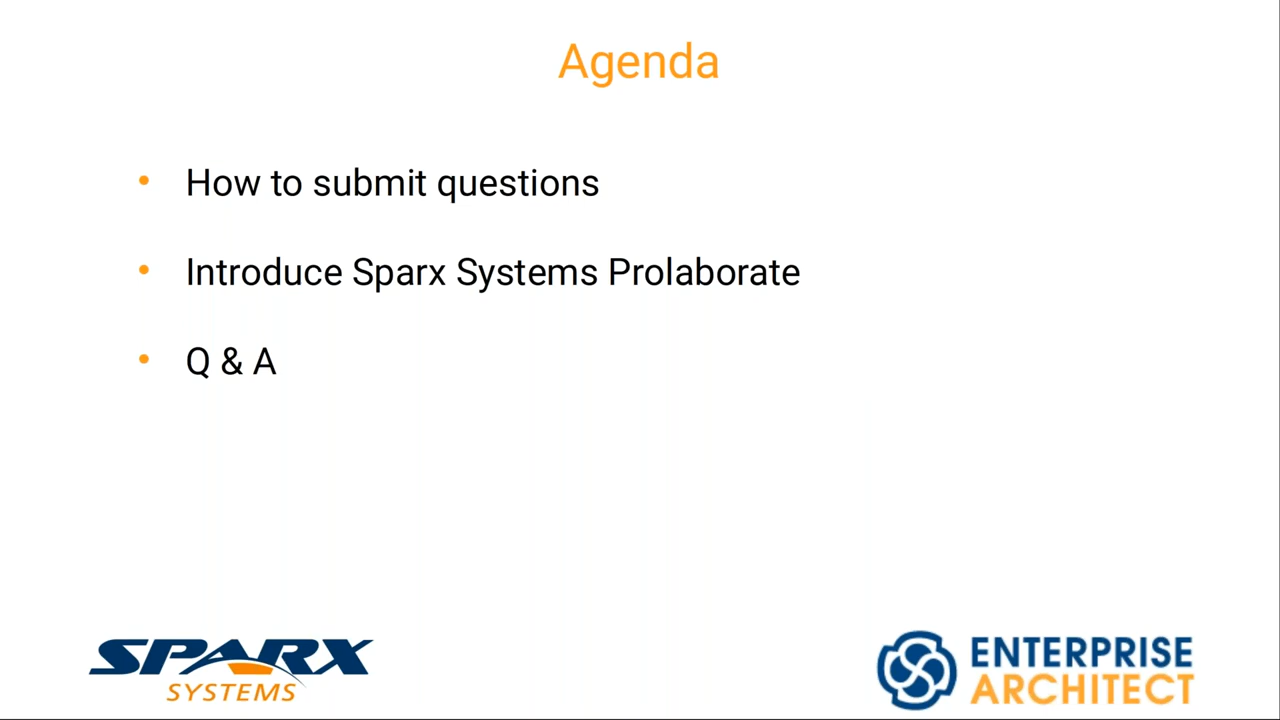 Agenda
• How to submit questions
• Introduce Sparx Systems Prolaborate
• Q & A
SPARX
SYSTEMS
ENTERPRISE
ARCHITECT